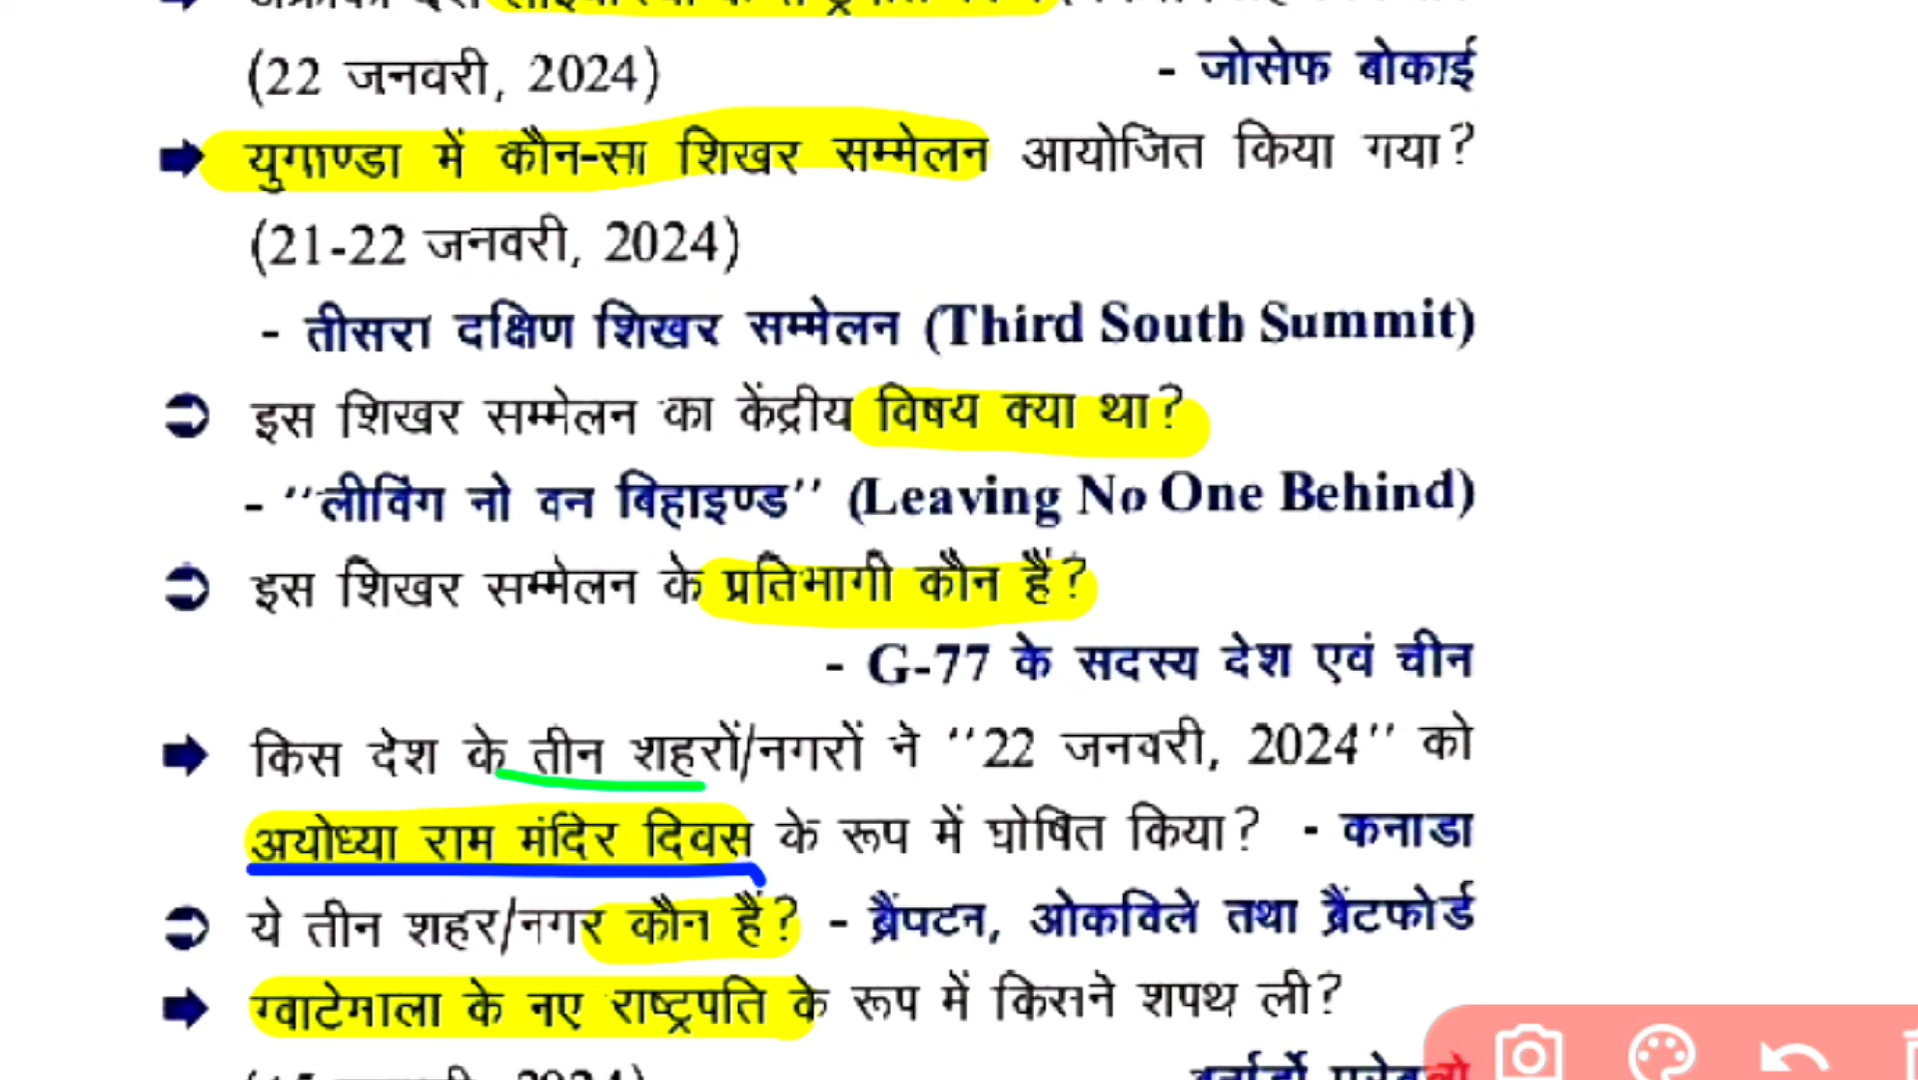 (22 जनवरी, 2024) - जोसेफ बोकाई
युगाण्डा में कौन-सा शिखर सम्मेलन आयोजित किया गया?
(21-22 जनवरी, 2024)
- तीसरा दक्षिण शिखर सम्मेलन (Third South Summit)
इस शिखर सम्मेलन का केंद्रीय विषय क्या था?
- ''लीविंग नो वन बिहाइण्ड'' (Leaving No One Behind)
इस शिखर सम्मेलन के प्रतिभागी कौन हैं?
- G-77 के सदस्य देश एवं चीन
किस देश के तीन शहरों/नगरों ने ''22 जनवरी, 2024'' को
अयोध्या राम मंदिर दिवस के रूप में घोषित किया? - कनाडा
ये तीन शहर/नगर कौन हैं? - ब्रैंपटन, ओकविले तथा ब्रैंटफोर्ड
ग्वाटेमाला के नए राष्ट्रपति के रूप में किसने शपथ ली?